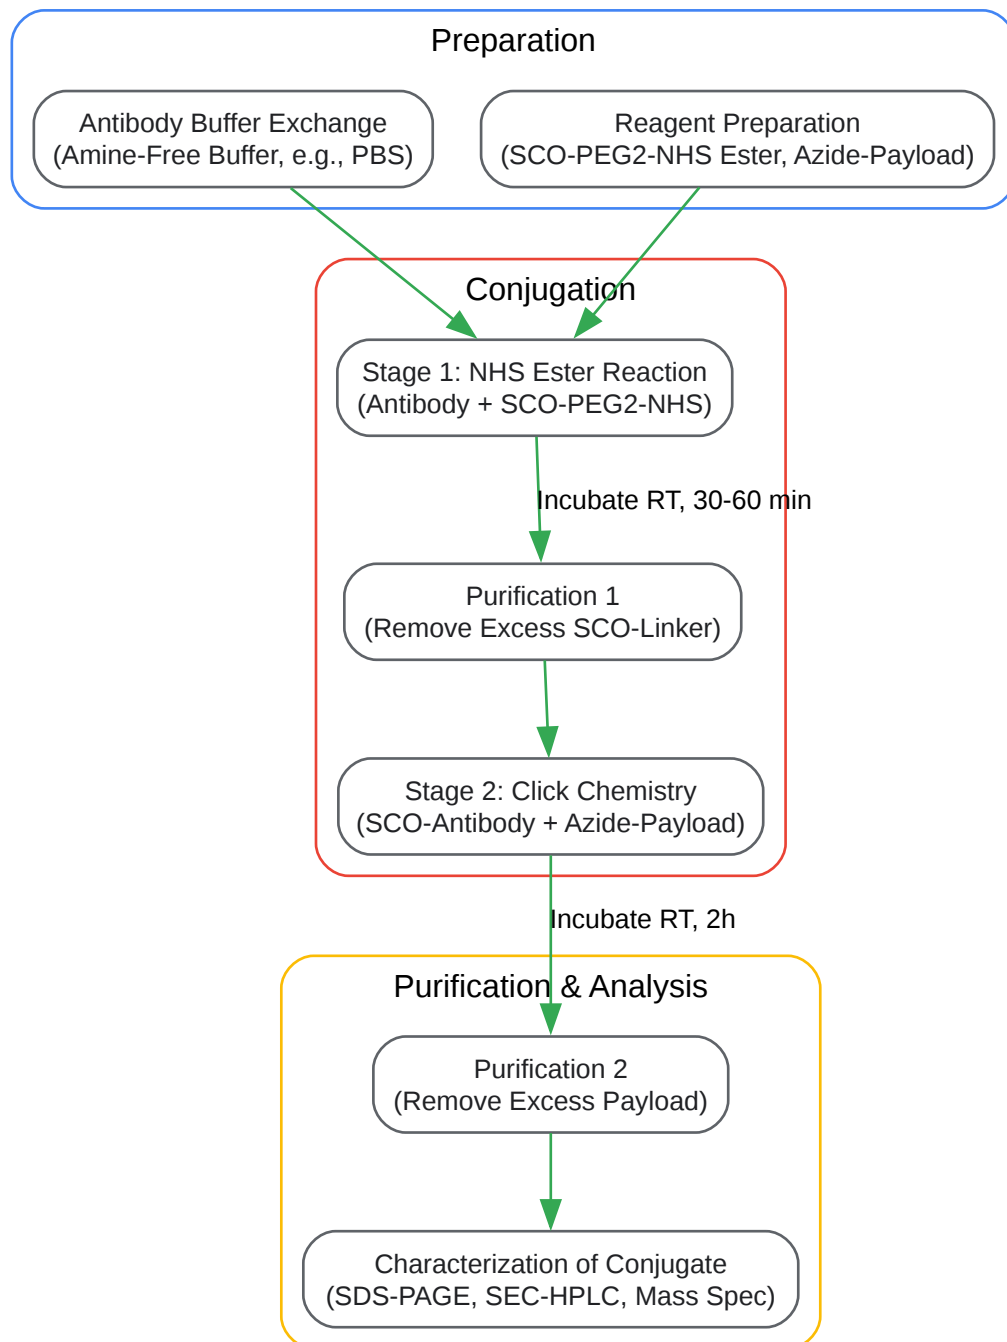 Preparation
Antibody Buffer Exchange
(Amine-Free Buffer, e.g., PBS)
Reagent Preparation
(SCO-PEG2-NHS Ester, Azide-Payload)
Conjugation
Stage 1: NHS Ester Reaction
(Antibody + SCO-PEG2-NHS)
Incubate RT, 30-60 min
Purification 1
(Remove Excess SCO-Linker)
Stage 2: Click Chemistry
(SCO-Antibody + Azide-Payload)
Incubate RT, 2h
Purification & Analysis
Purification 2
(Remove Excess Payload)
Characterization of Conjugate
(SDS-PAGE, SEC-HPLC, Mass Spec)